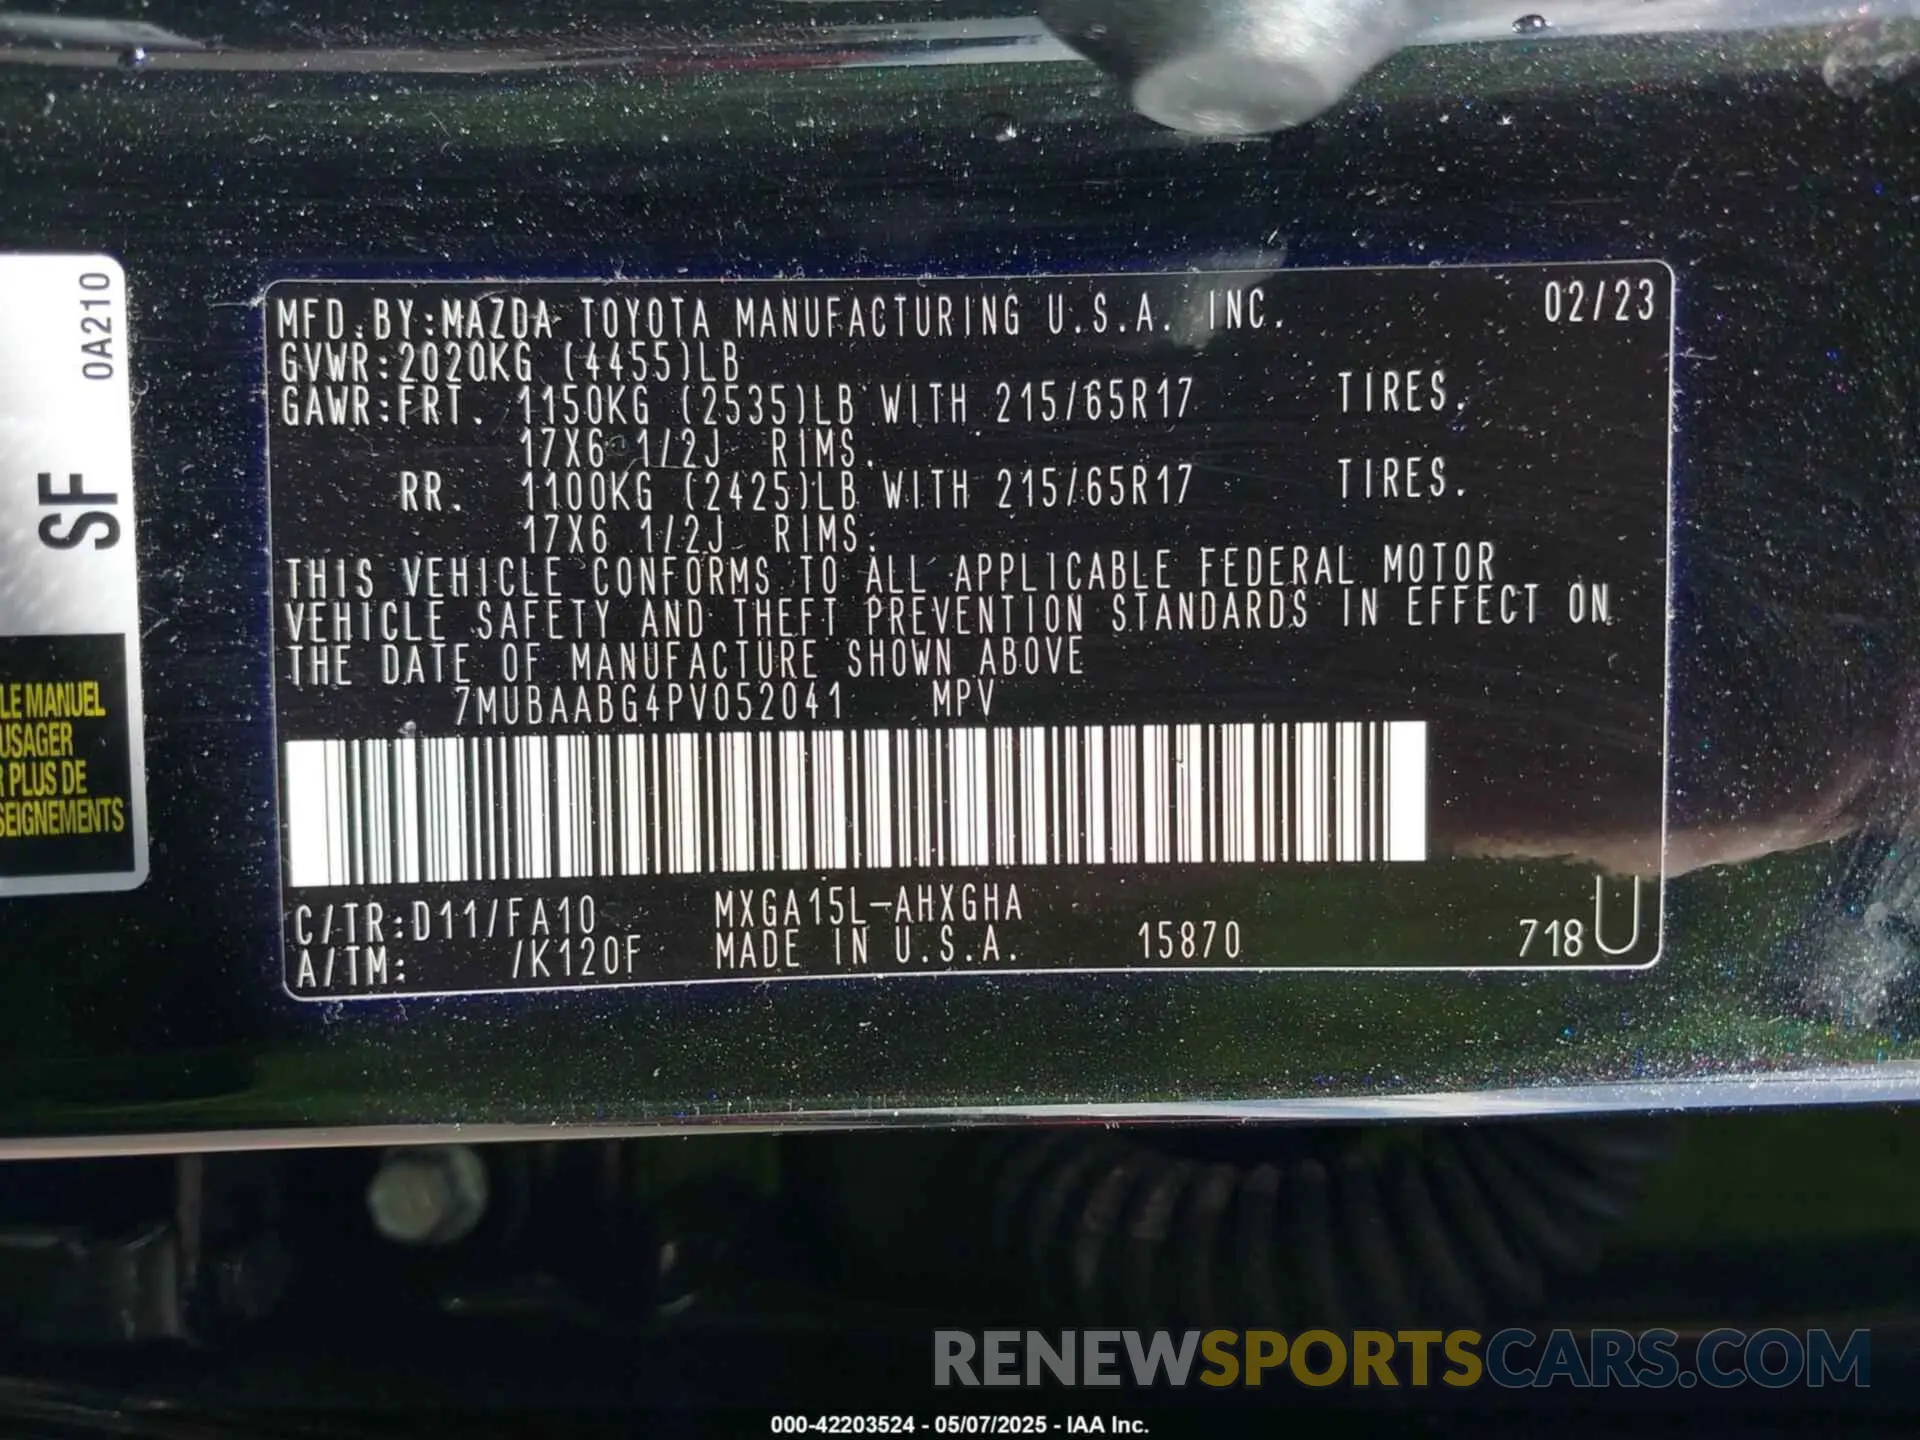 MFD.BY:MAZDA TOYOTA MANUFACTURING U.S.A. INC. 02/23
GVWR:2020KG (4455)LB
GAWR:FRT. 1150KG (2535)LB WITH 215/65R17 TIRES.
17X6 1/2J RIMS.
RR. 1100KG (2425)LB WITH 215/65R17 TIRES.
17X6 1/2J RIMS.
THIS VEHICLE CONFORMS TO ALL APPLICABLE FEDERAL MOTOR
VEHICLE SAFETY AND THEFT PREVENTION STANDARDS IN EFFECT ON
THE DATE OF MANUFACTURE SHOWN ABOVE
7MUBAABG4PV052041 MPV
C/TR:D11/FA10 MXGA15L-AHXGHA
A/TM: /K120F MADE IN U.S.A. 15870 718U
0A210
SF
LE MANUEL
USAGER
R PLUS DE
SEIGNEMENTS
RENEWSPORTSCARS.COM
000-42203524 - 05/07/2025 - IAA Inc.